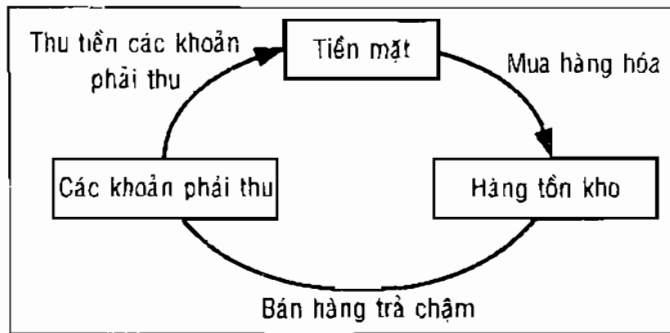 Thu tiền các khoản
phải thu
Tiền mặt
Mua hàng hóa
Các khoản phải thu
Hàng tồn kho
Bán hàng trả chậm